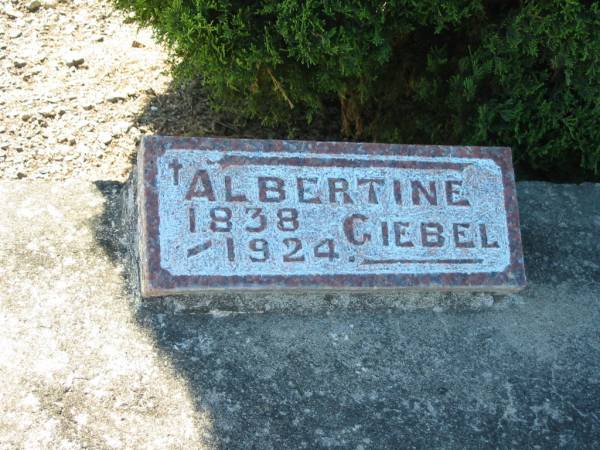 †ALBERTINE
1838 GIEBEL
–1924.